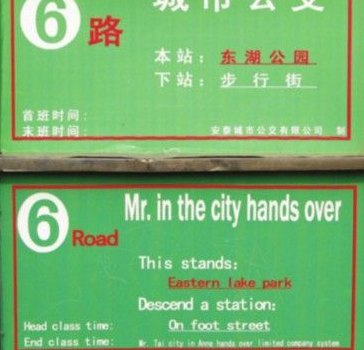 6路
城市公交
本站：东湖公园
下站：步行街
首班时间：
末班时间：
安泰城市公交有限公司 制
6 Road
Mr. in the city hands over
This stands:
Eastern lake park
Descend a station:
On foot street
Head class time:
End class time:
Mr Tai city in Anne hands over limited company system